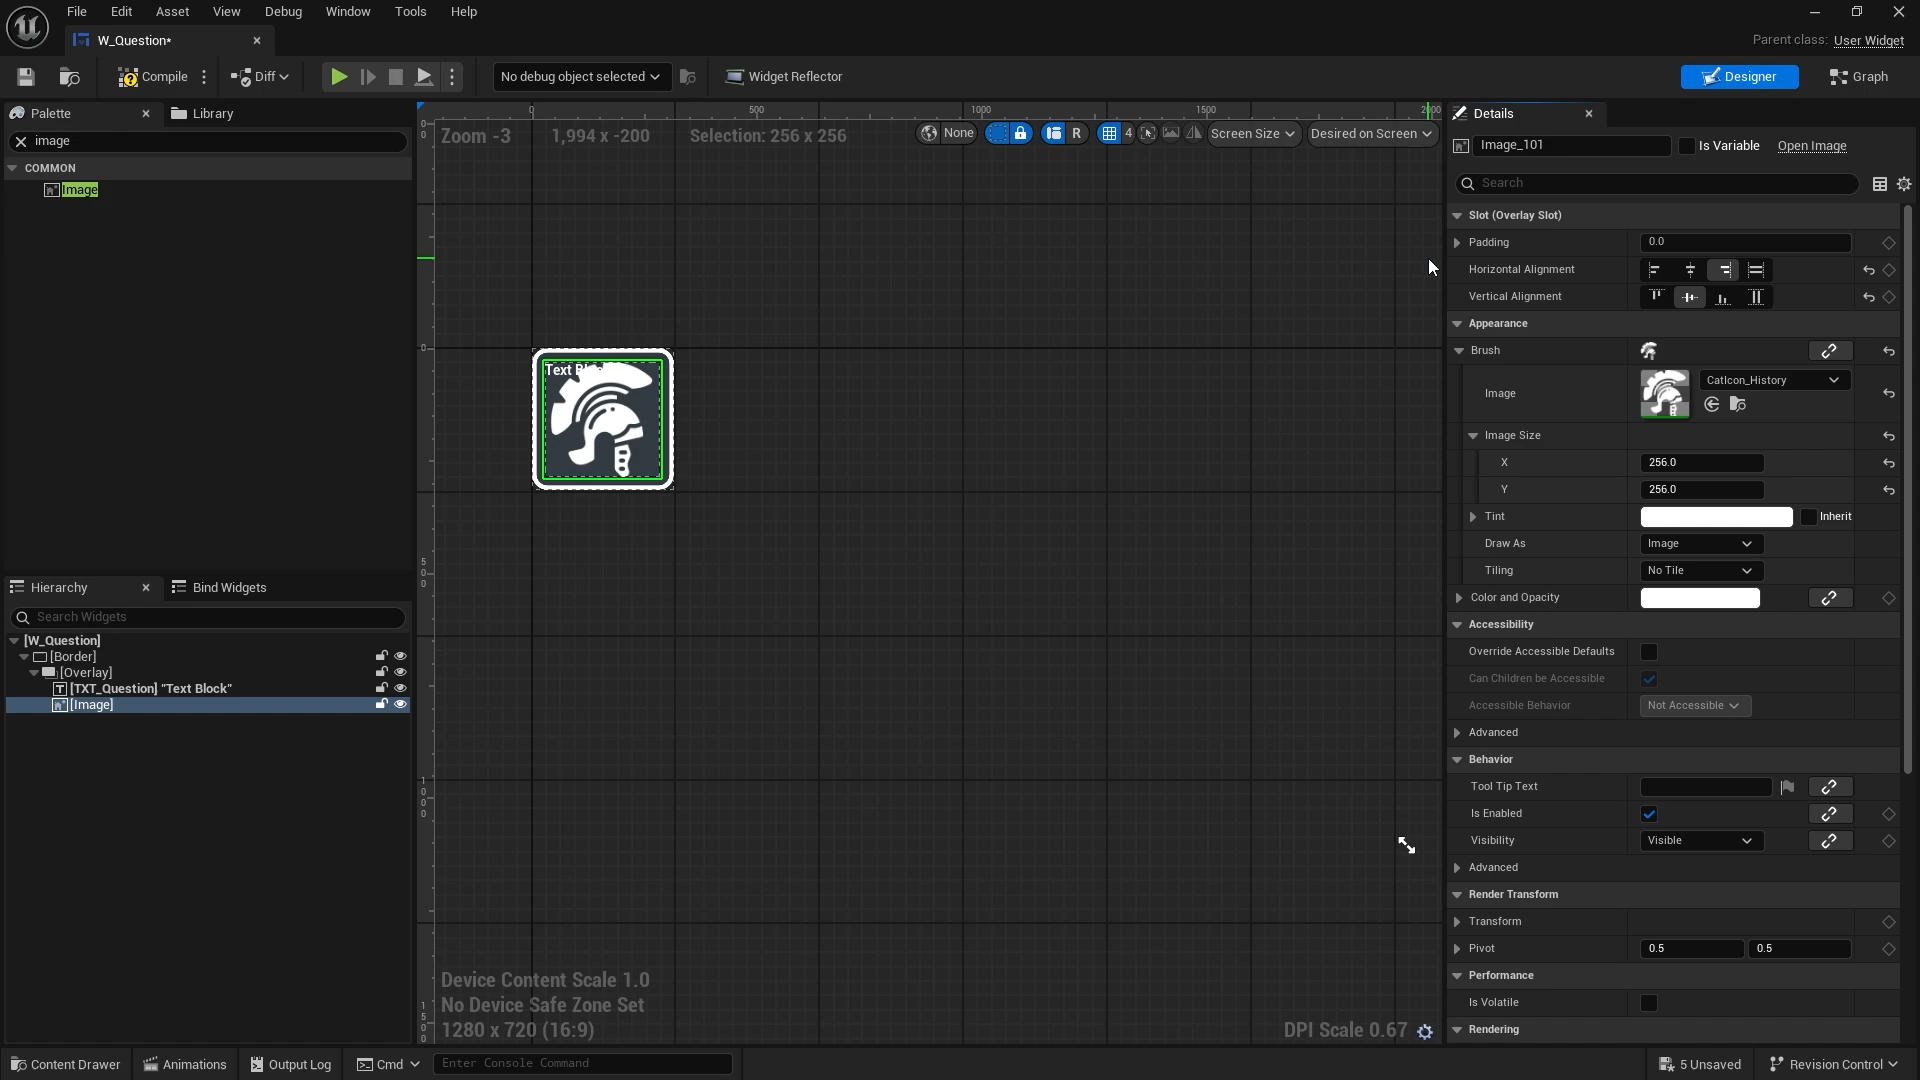 File Edit Asset View Debug Window Tools Help
W_Question*
Parent class: User Widget
Compile Diff No debug object selected Widget Reflector Designer Graph
Palette Library
image
COMMON
Image
Hierarchy Bind Widgets
Search Widgets
[W_Question]
[Border]
[Overlay]
[TXT_Question] "Text Block"
[Image]
0 500 1000 1500 2000
Zoom -3 1,994 x -200 Selection: 256 x 256 None R 4 Screen Size Desired on Screen
0
0
500
1000
1500
Device Content Scale 1.0
No Device Safe Zone Set
1280 x 720 (16:9)
DPI Scale 0.67
Details
Image_101 Is Variable Open Image
Search
Slot (Overlay Slot)
Padding 0.0
Horizontal Alignment
Vertical Alignment
Appearance
Brush
Image CatIcon_History
Image Size
X 256.0
Y 256.0
Tint Inherit
Draw As Image
Tiling No Tile
Color and Opacity
Accessibility
Override Accessible Defaults
Can Children be Accessible
Accessible Behavior Not Accessible
Advanced
Behavior
Tool Tip Text
Is Enabled
Visibility Visible
Advanced
Render Transform
Transform
Pivot 0.5 0.5
Performance
Is Volatile
Rendering
Content Drawer Animations Output Log Cmd Enter Console Command 5 Unsaved Revision Control